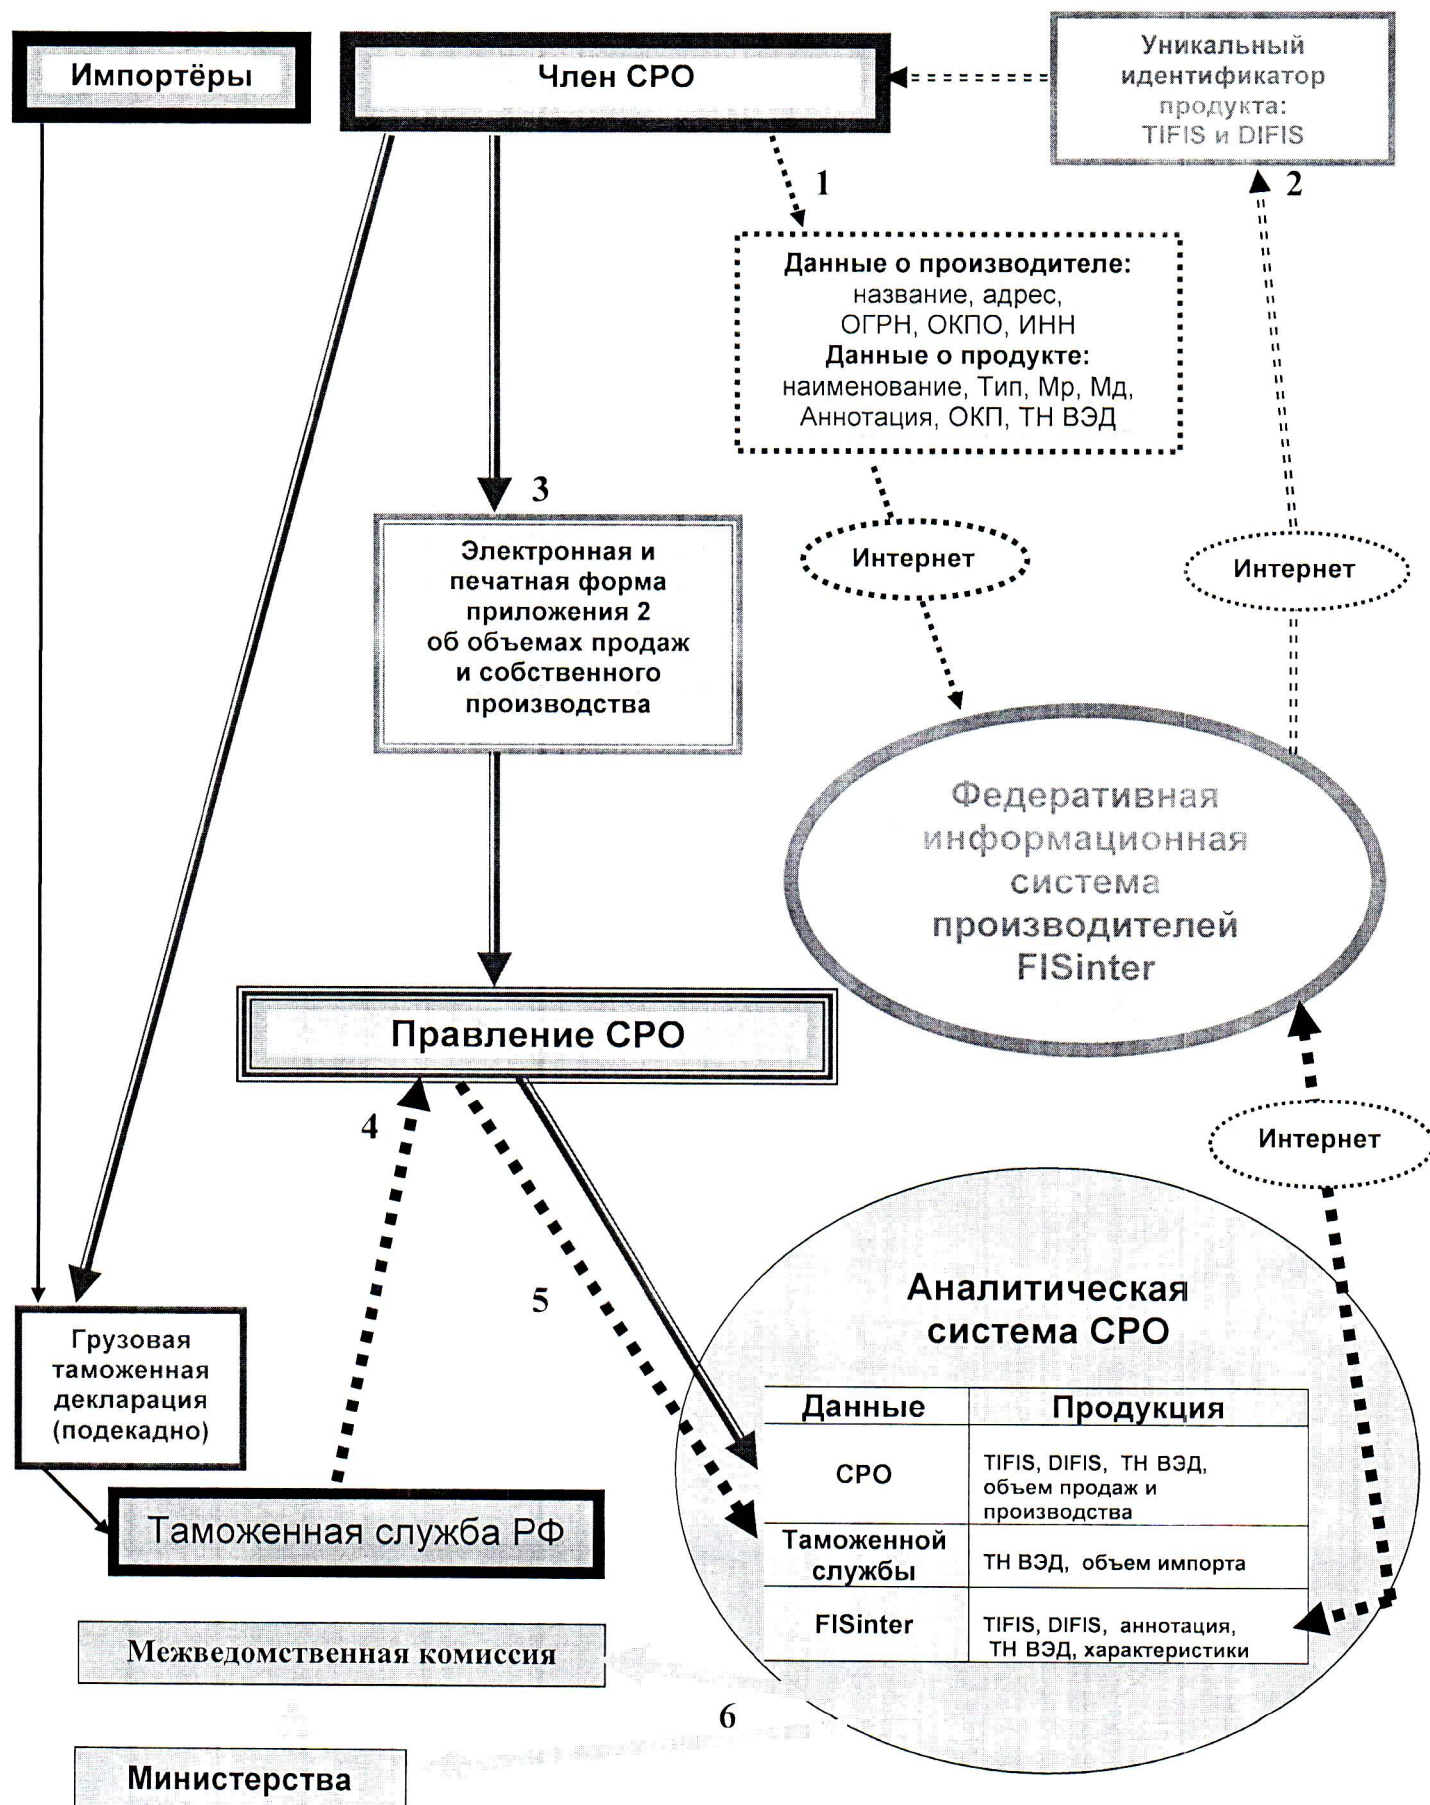 Импортёры
Член СРО
Уникальный
идентификатор
продукта:
TIFIS и DIFIS
1
2
Данные о производителе:
название, адрес,
ОГРН, ОКПО, ИНН
Данные о продукте:
наименование, Тип, Мр, Мд,
Аннотация, ОКП, ТН ВЭД
3
Электронная и
печатная форма
приложения 2
об объемах продаж
и собственного
производства
Интернет
Интернет
Федеративная
информационная
система
производителей
FISinter
Правление СРО
4
Интернет
5
Аналитическая
система СРО
Грузовая
таможенная
декларация
(подекадно)
Данные
Продукция
СРО
TIFIS, DIFIS, ТН ВЭД,
объем продаж и
производства
Таможенной
службы
ТН ВЭД, объем импорта
FISinter
TIFIS, DIFIS, аннотация,
ТН ВЭД, характеристики
Таможенная служба РФ
Межведомственная комиссия
6
Министерства